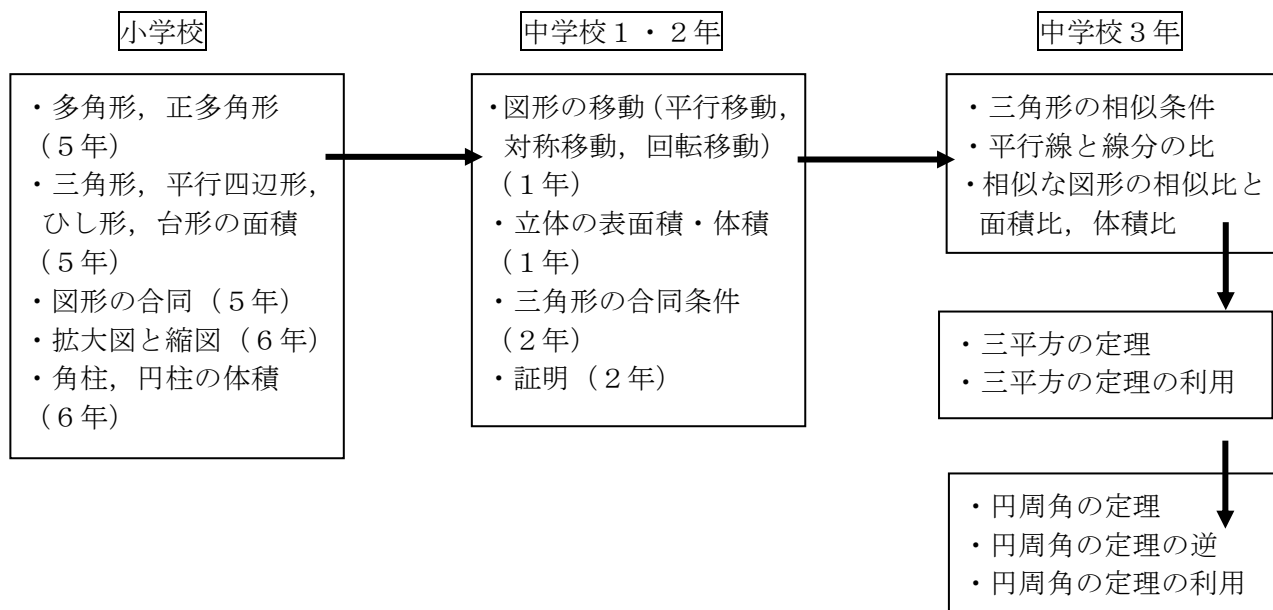 小学校
・多角形，正多角形
（５年）
・三角形，平行四辺形，
ひし形，台形の面積
（５年）
・図形の合同（５年）
・拡大図と縮図（６年）
・角柱，円柱の体積
（６年）
中学校１・２年
・図形の移動（平行移動，
対称移動，回転移動）
（１年）
・立体の表面積・体積
（１年）
・三角形の合同条件
（２年）
・証明（２年）
中学校３年
・三角形の相似条件
・平行線と線分の比
・相似な図形の相似比と
面積比，体積比
・三平方の定理
・三平方の定理の利用
・円周角の定理
・円周角の定理の逆
・円周角の定理の利用